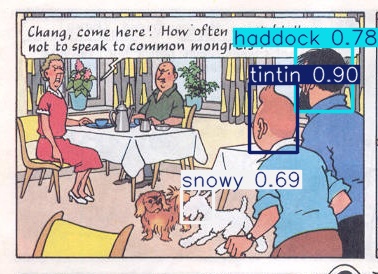 Chang, come here! How often
not to speak to common
haddock 0.78
tintin 0.90
snowy 0.69